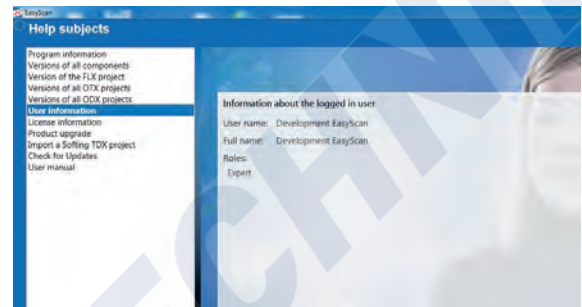 EasyScan
Help subjects
Program information
Versions of all components
Version of the FLX project
Versions of all OTX projects
Versions of all ODX projects
User information
License information
Product upgrade
Import a Softing TDX project
Check for Updates
User manual
Information about the logged in user
User name: Development EasyScan
Full name: Development EasyScan
Roles:
Expert
TECHNI